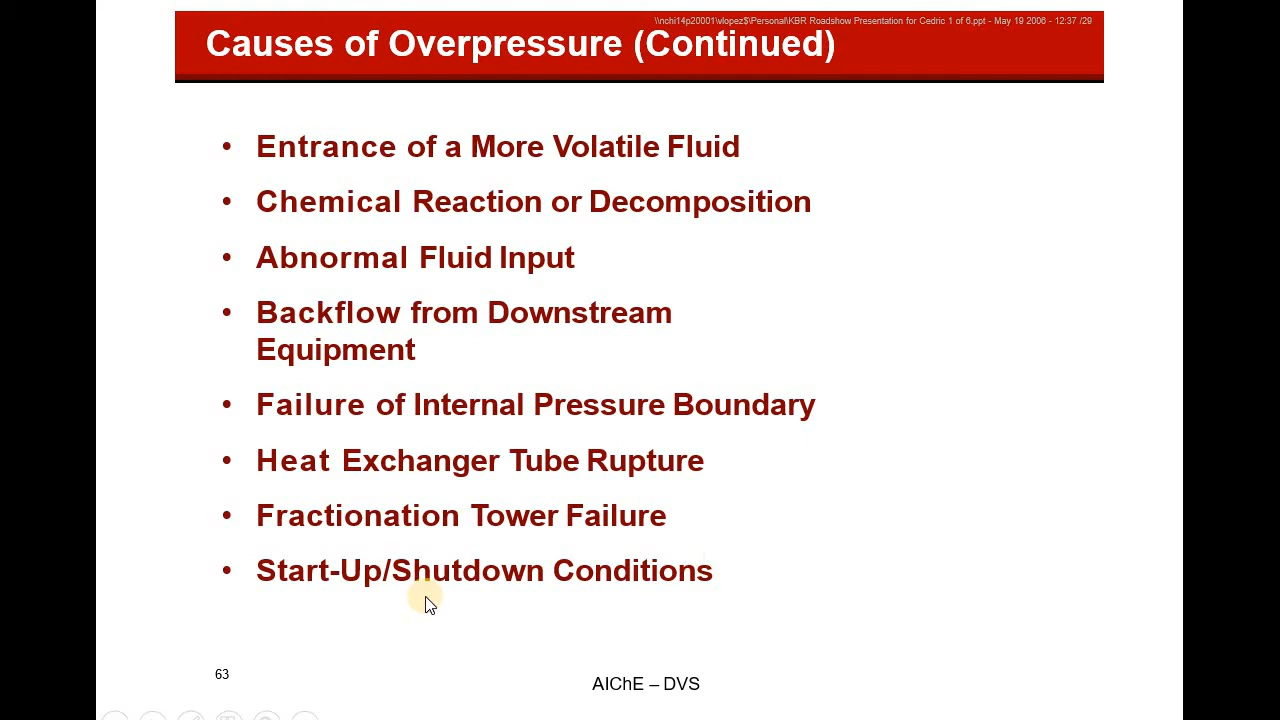 \\nchi14p20001\vlopez$\Personal\KBR Roadshow Presentation for Cedric 1 of 6.ppt - May 19 2006 - 12:37 /29
Causes of Overpressure (Continued)
• Entrance of a More Volatile Fluid
• Chemical Reaction or Decomposition
• Abnormal Fluid Input
• Backflow from Downstream
Equipment
• Failure of Internal Pressure Boundary
• Heat Exchanger Tube Rupture
• Fractionation Tower Failure
• Start-Up/Shutdown Conditions
63
AIChE – DVS